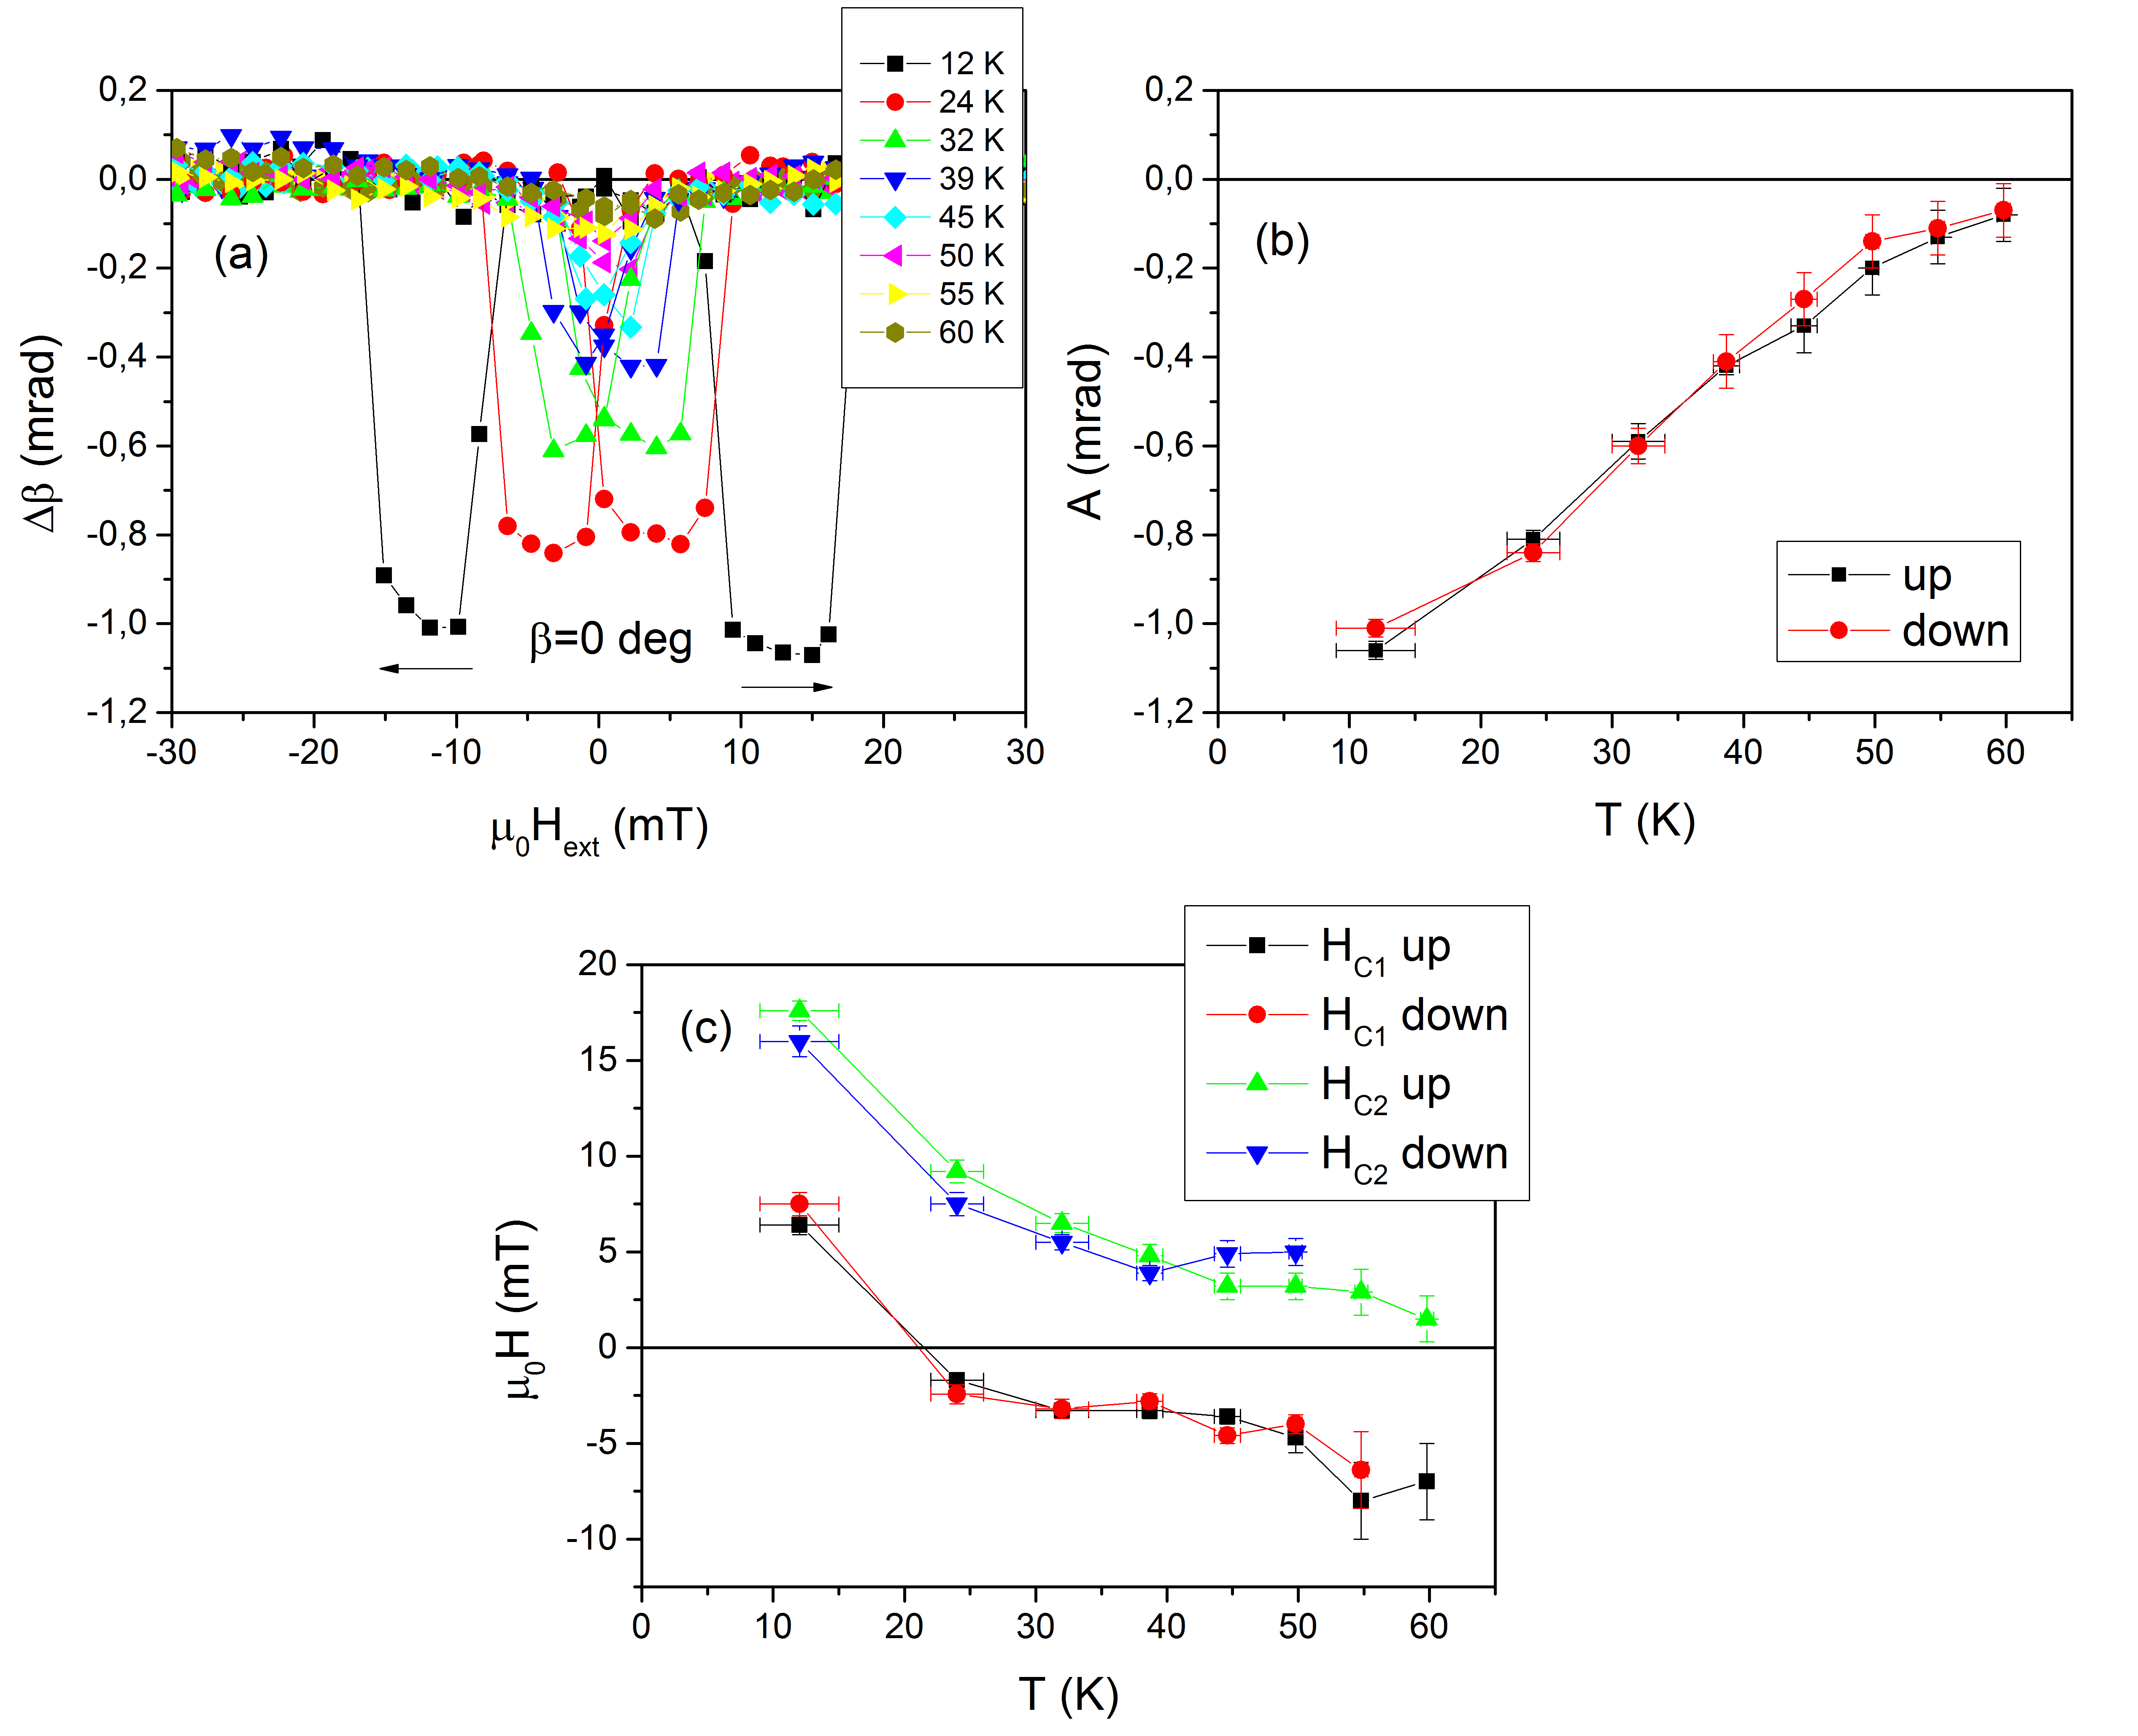 12 K
24 K
32 K
39 K
45 K
50 K
55 K
60 K
0,2
0,0
-0,2
-0,4
-0,6
-0,8
-1,0
-1,2
Δβ (mrad)
(a)
β=0 deg
-30
-20
-10
0
10
20
30
μ0Hext (mT)
0,2
0,0
-0,2
-0,4
-0,6
-0,8
-1,0
-1,2
A (mrad)
(b)
up
down
0
10
20
30
40
50
60
T (K)
HC1 up
HC1 down
HC2 up
HC2 down
20
15
10
5
0
-5
-10
μ0H (mT)
(c)
0
10
20
30
40
50
60
T (K)